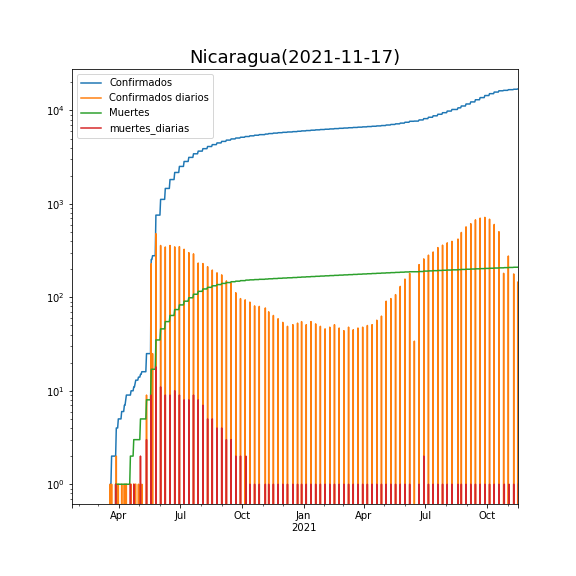 Nicaragua(2021-11-17)
Confirmados
Confirmados diarios
Muertes
muertes_diarias
10⁴
10³
10²
10¹
10⁰
Apr Jul Oct Jan Apr Jul Oct
2021